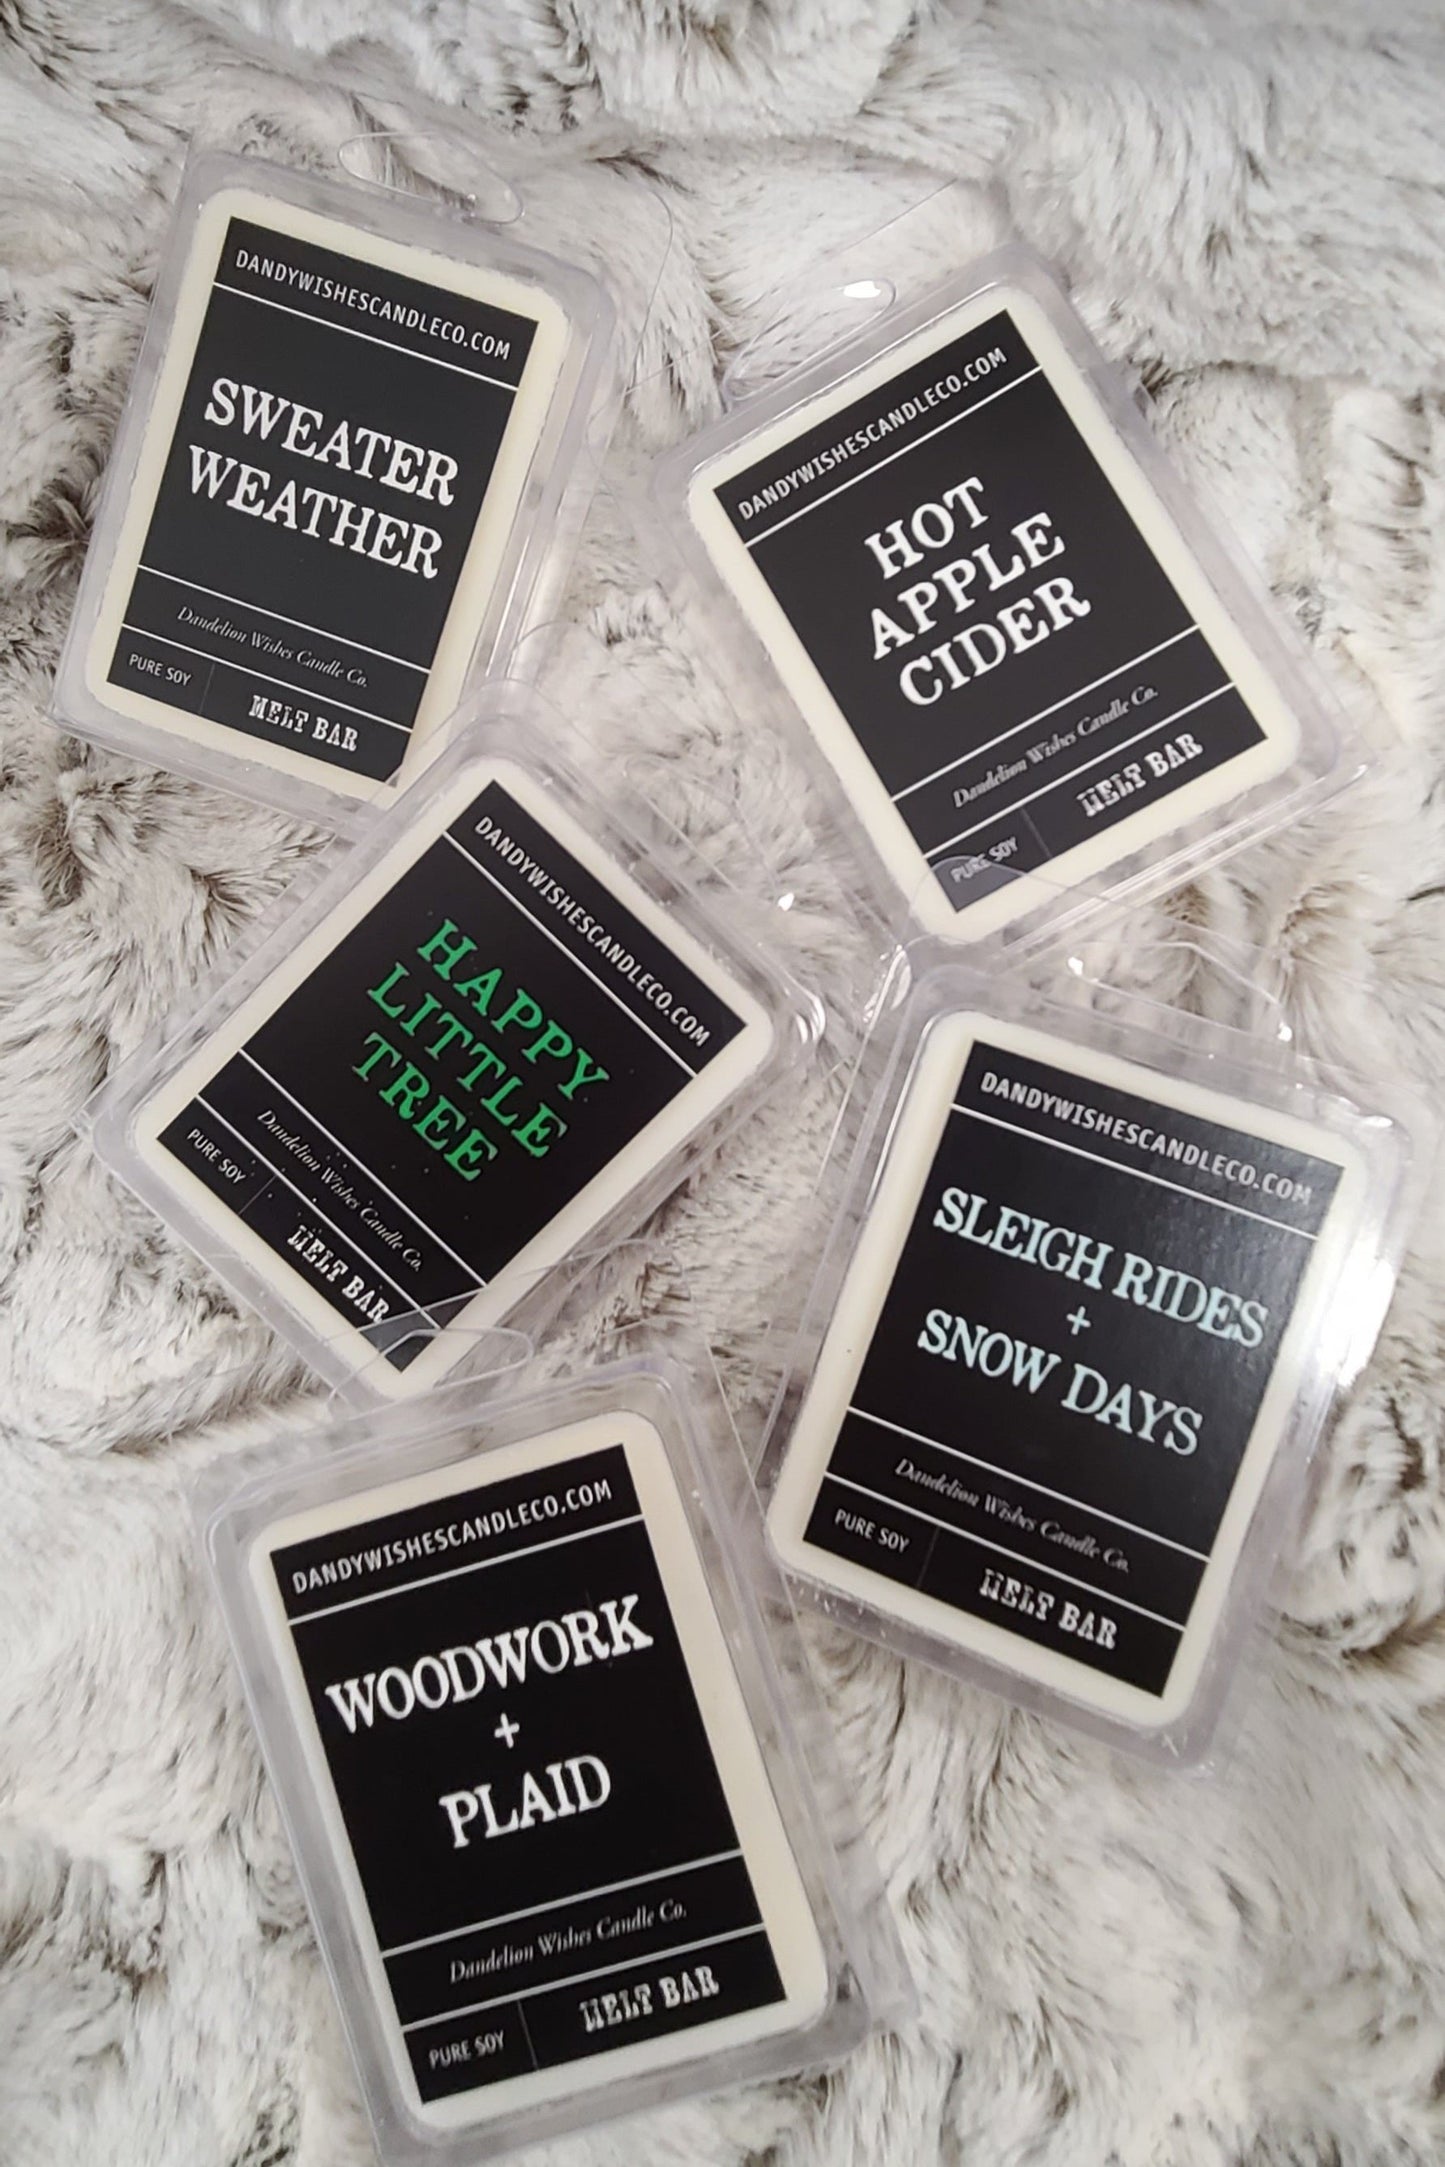 DANDYWISHESCANDLECO.COM
SWEATER
WEATHER
Dandelion Wishes Candle Co.
PURE SOY
MELT BAR
DANDYWISHESCANDLECO.COM
HOT
APPLE
CIDER
Dandelion Wishes Candle Co.
PURE SOY
MELT BAR
DANDYWISHESCANDLECO.COM
HAPPY
LITTLE
TREE
Dandelion Wishes Candle Co.
PURE SOY
MELT BAR
DANDYWISHESCANDLECO.COM
SLEIGH RIDES
+
SNOW DAYS
Dandelion Wishes Candle Co.
PURE SOY
MELT BAR
DANDYWISHESCANDLECO.COM
WOODWORK
+
PLAID
Dandelion Wishes Candle Co.
PURE SOY
MELT BAR